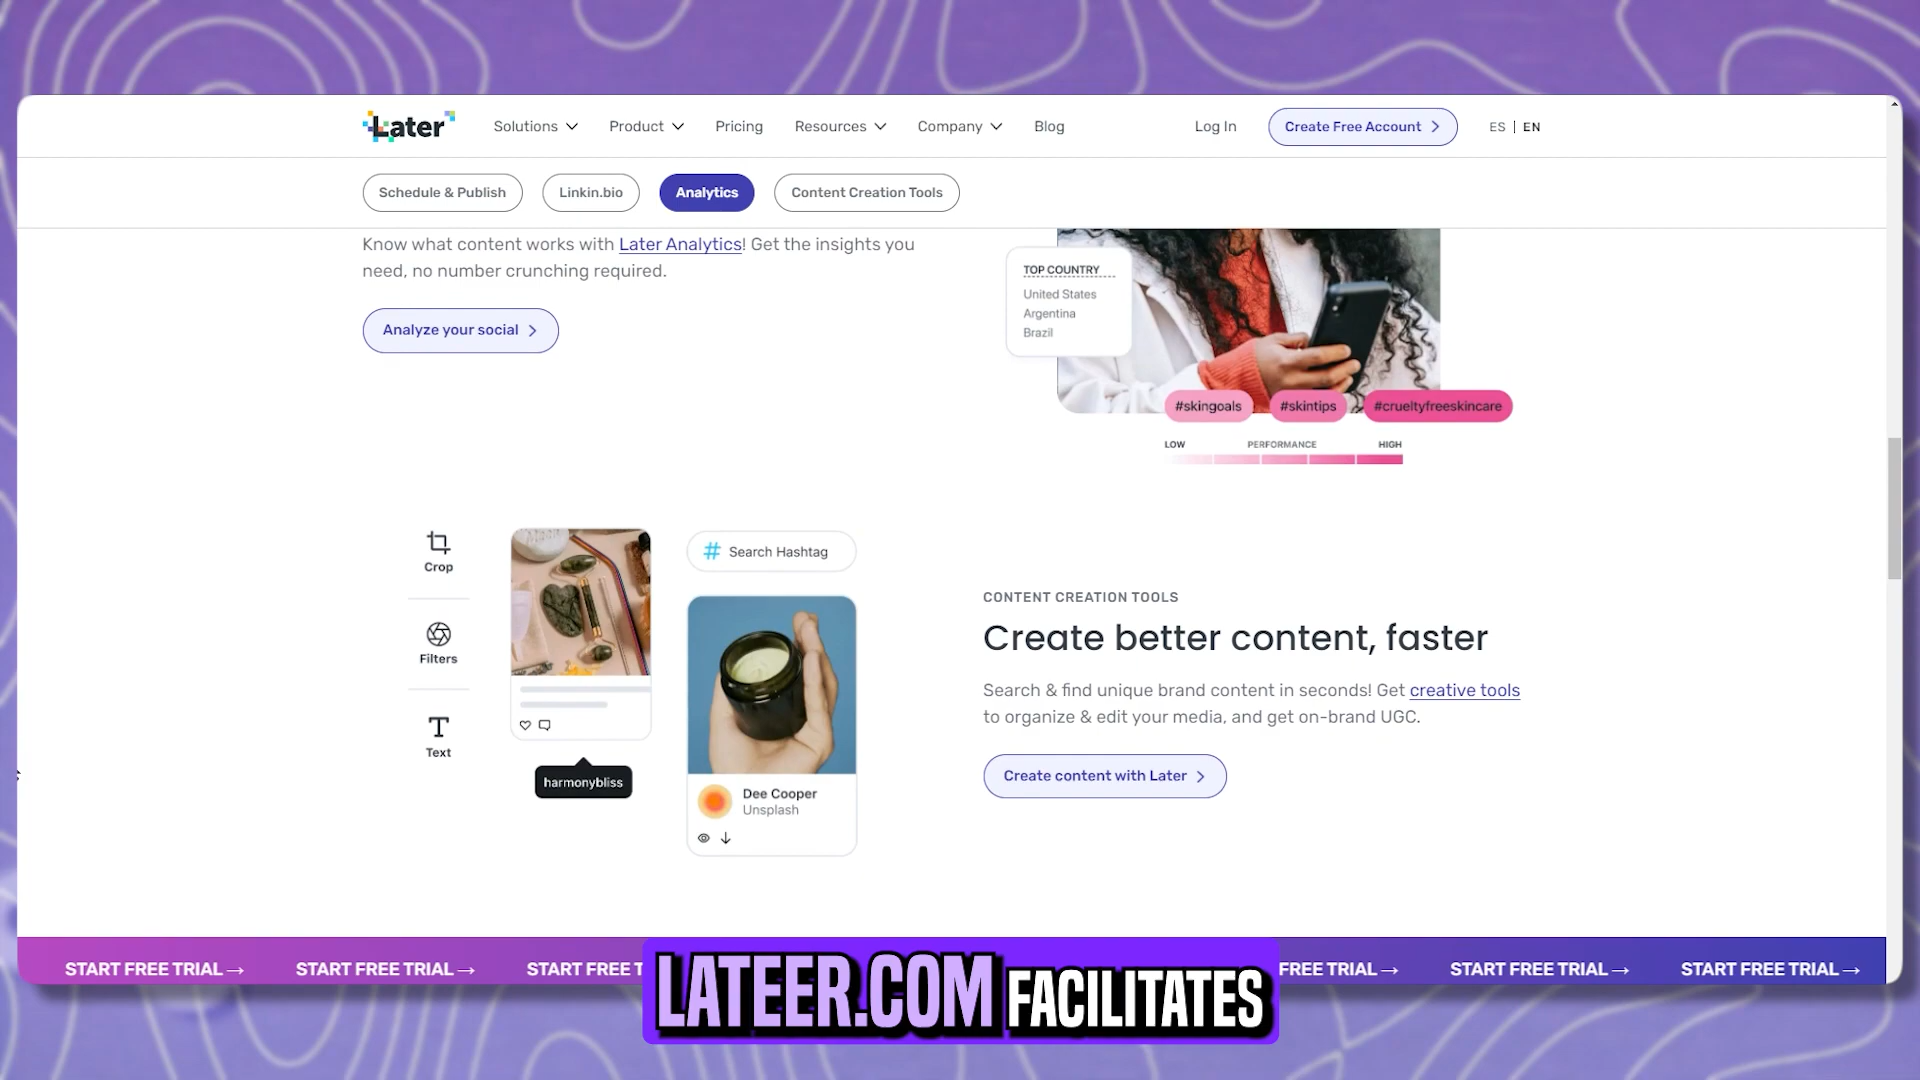 Later
Solutions
Product
Pricing
Resources
Company
Blog
Log In
Create Free Account
ES | EN
Schedule & Publish
Linkin.bio
Analytics
Content Creation Tools
Know what content works with Later Analytics! Get the insights you
need, no number crunching required.
Analyze your social
TOP COUNTRY
United States
Argentina
Brazil
#skingoals
#skintips
#crueltyfreeskincare
LOW
PERFORMANCE
HIGH
Crop
Filters
Text
harmonybliss
# Search Hashtag
Dee Cooper
Unsplash
CONTENT CREATION TOOLS
Create better content, faster
Search & find unique brand content in seconds! Get creative tools
to organize & edit your media, and get on-brand UGC.
Create content with Later
START FREE TRIAL→
START FREE TRIAL→
START FREE T
FREE TRIAL→
START FREE TRIAL→
START FREE TRIAL→
LATEER.COM FACILITATES